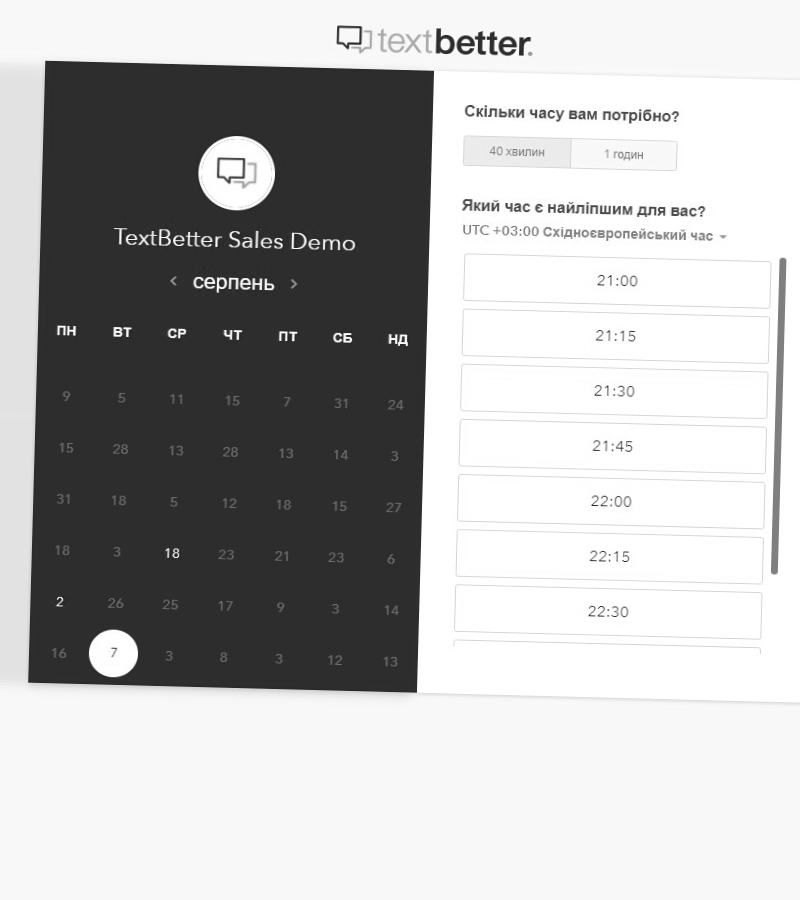 textbetter.
TextBetter Sales Demo
серпень
ПН ВТ СР ЧТ ПТ СБ НД
9 5 11 15 7 31 24
15 28 13 28 13 14 3
31 18 5 12 18 15 27
18 3 18 23 21 23 6
2 26 25 17 9 3 14
16 7 3 8 3 12 13
Скільки часу вам потрібно?
40 хвилин 1 годин
Який час є найліпшим для вас?
UTC +03:00 Східноєвропейський час
21:00
21:15
21:30
21:45
22:00
22:15
22:30